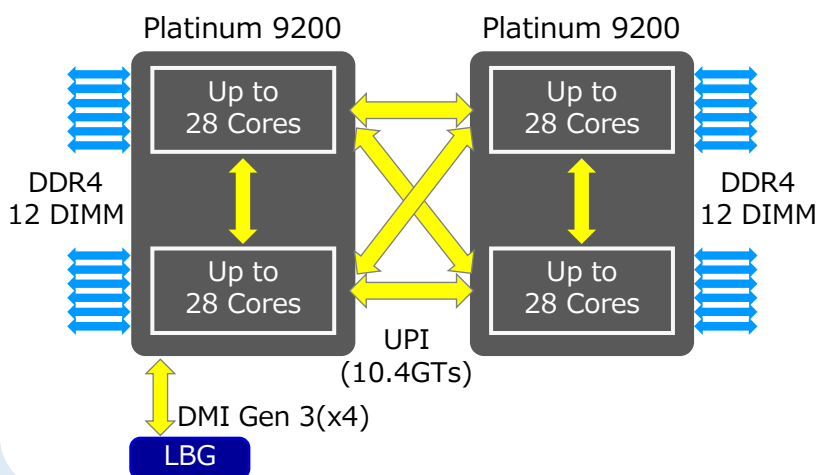 Platinum 9200
Platinum 9200
Up to
28 Cores
Up to
28 Cores
DDR4
12 DIMM
DDR4
12 DIMM
Up to
28 Cores
Up to
28 Cores
UPI
(10.4GTs)
DMI Gen 3(x4)
LBG